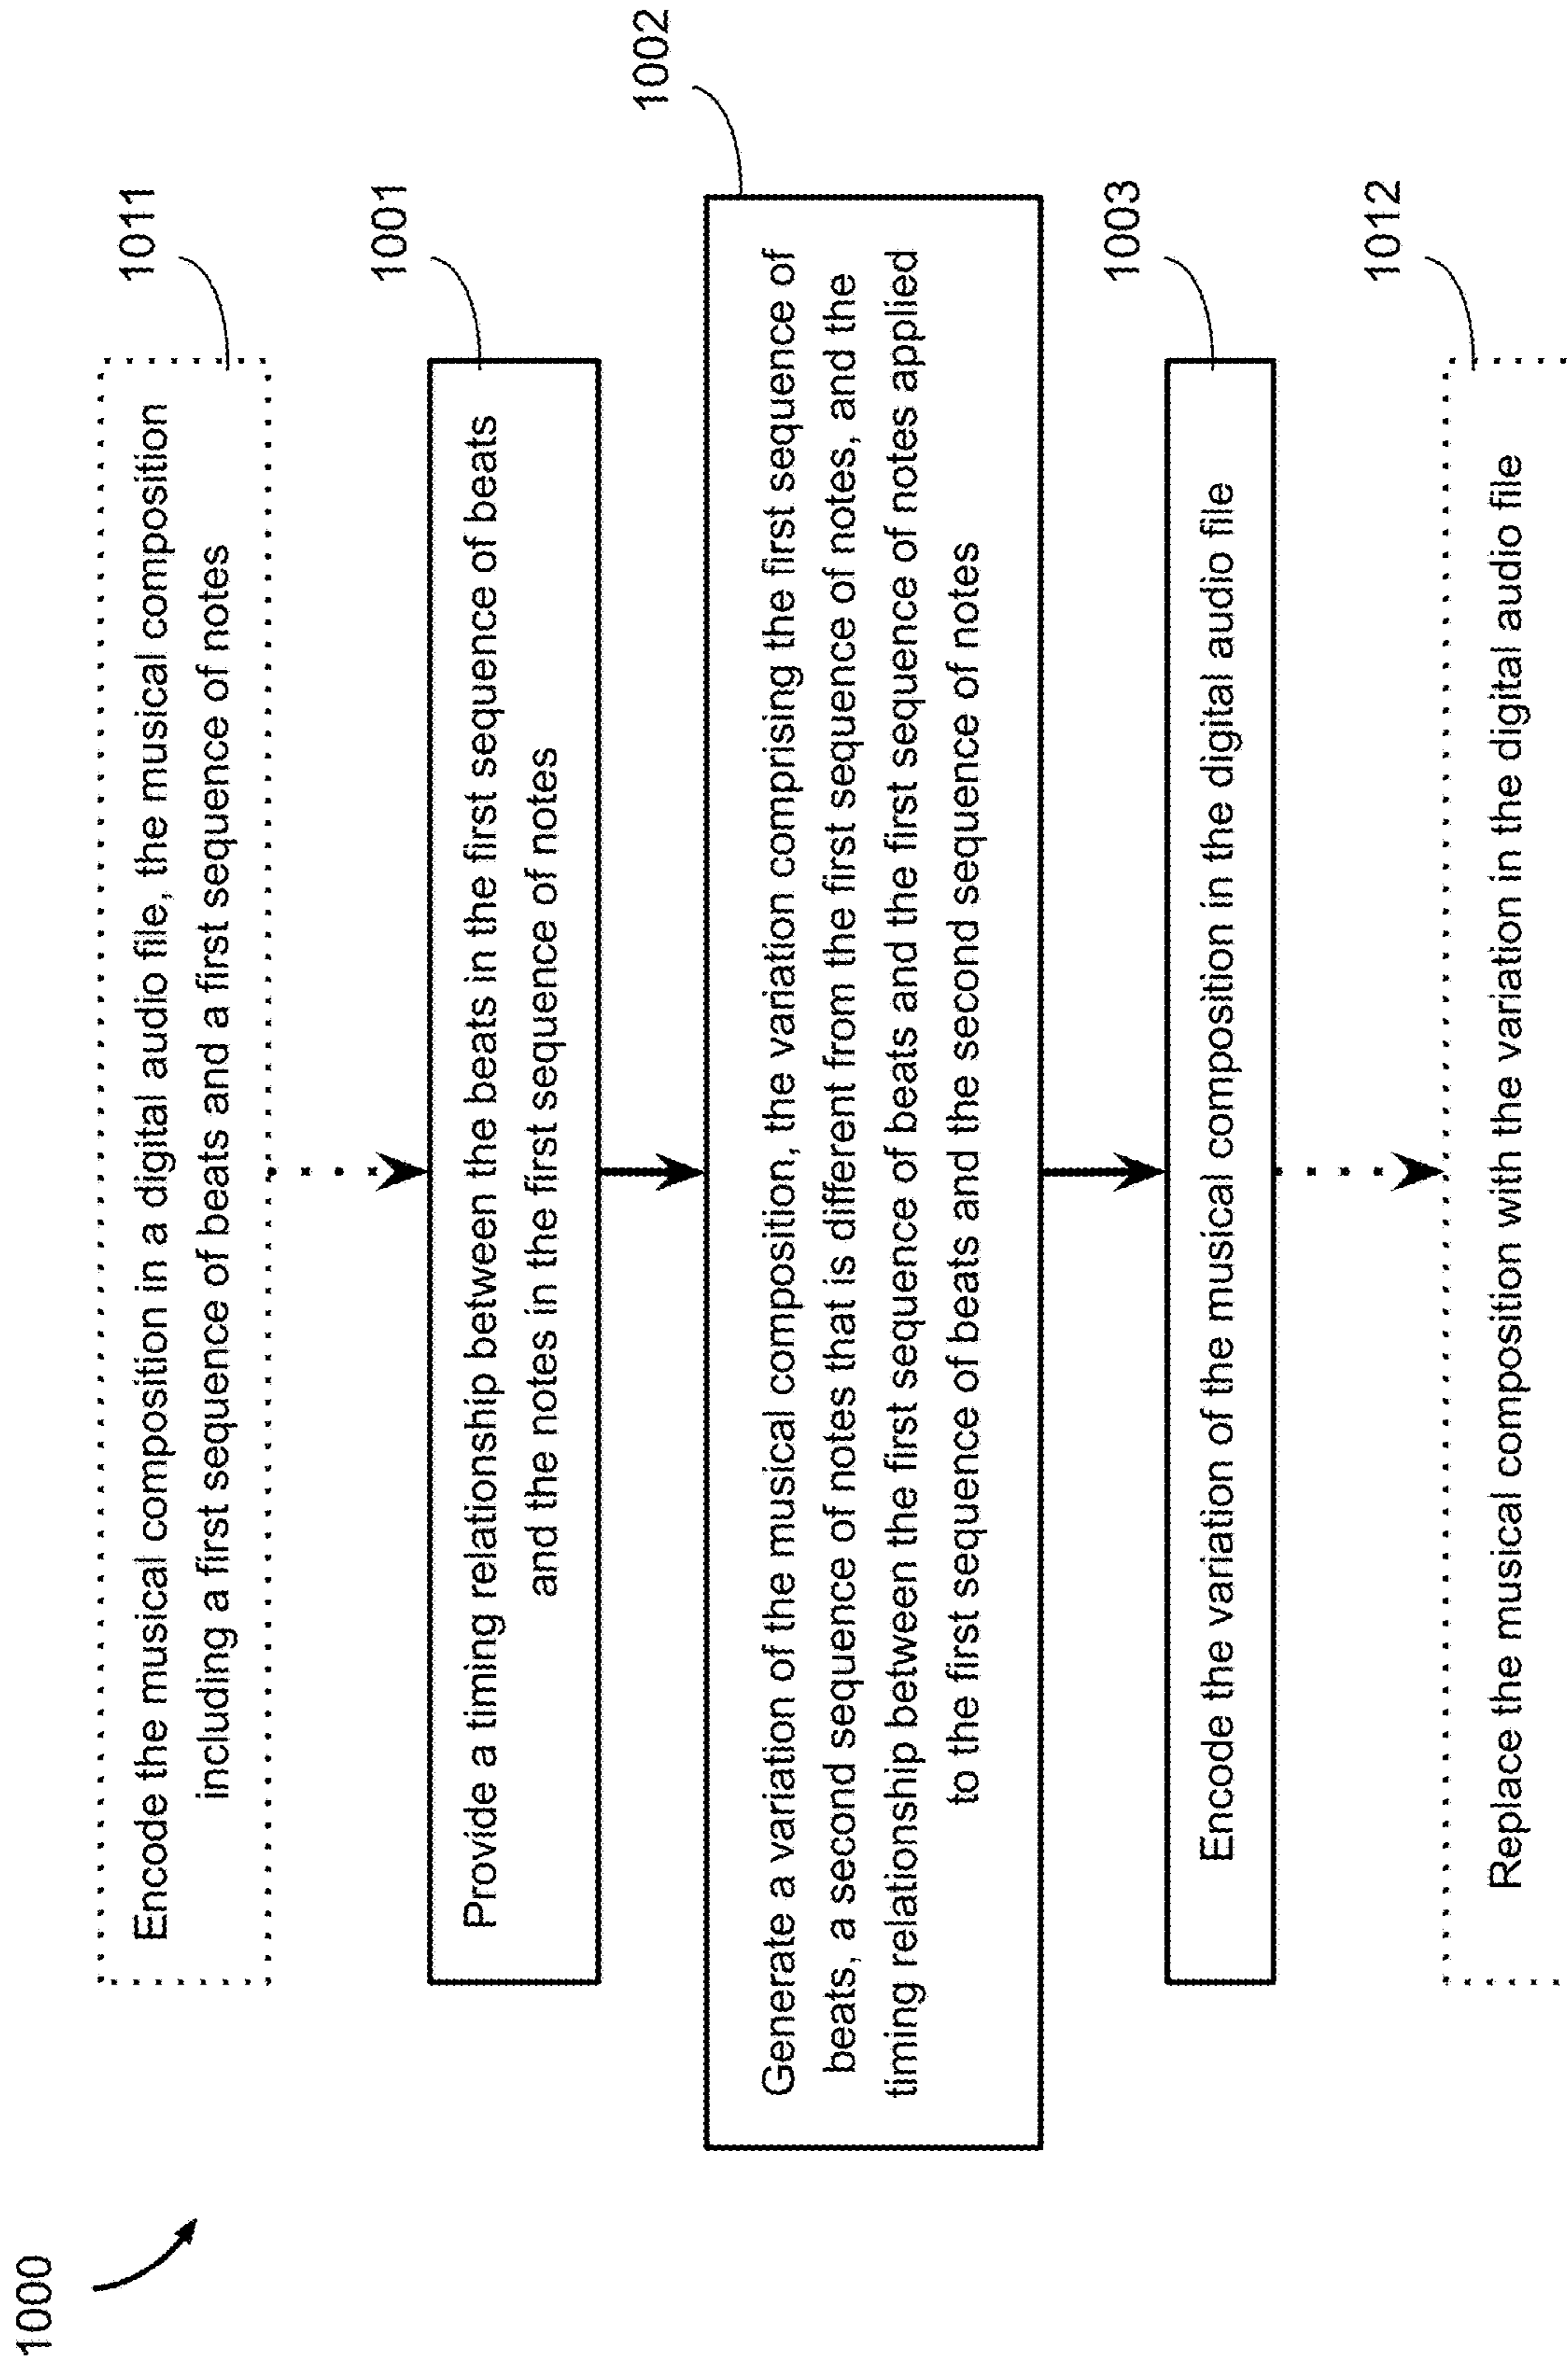 1000
1011
Encode the musical composition in a digital audio file, the musical composition
including a first sequence of beats and a first sequence of notes
1001
Provide a timing relationship between the beats in the first sequence of beats
and the notes in the first sequence of notes
1002
Generate a variation of the musical composition, the variation comprising the first sequence of
beats, a second sequence of notes that is different from the first sequence of notes, and the
timing relationship between the first sequence of beats and the first sequence of notes applied
to the first sequence of beats and the second sequence of notes
1003
Encode the variation of the musical composition in the digital audio file
1012
Replace the musical composition with the variation in the digital audio file